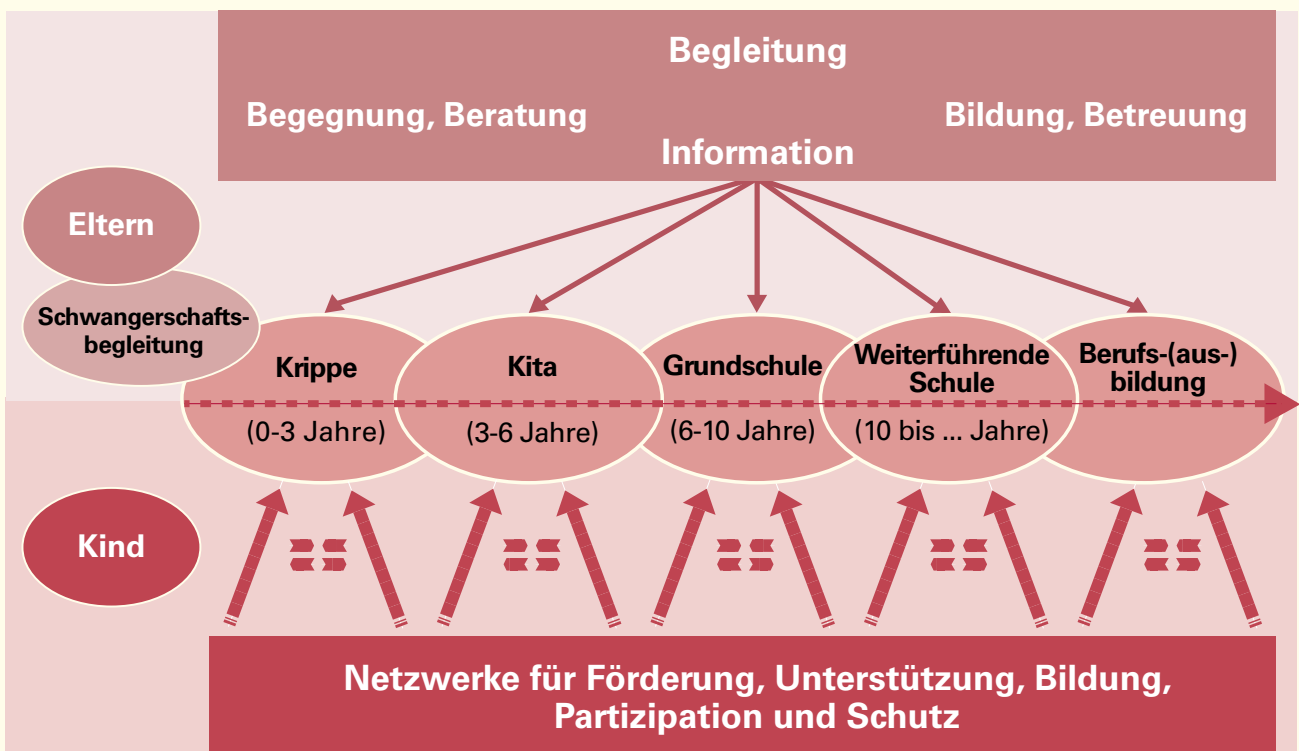 Begleitung
Begegnung, Beratung
Bildung, Betreuung
Information
Eltern
Schwangerschafts-
begleitung
Krippe
(0-3 Jahre)
Kita
(3-6 Jahre)
Grundschule
(6-10 Jahre)
Weiterführende
Schule
(10 bis ... Jahre)
Berufs-(aus-)
bildung
Kind
Netzwerke für Förderung, Unterstützung, Bildung,
Partizipation und Schutz